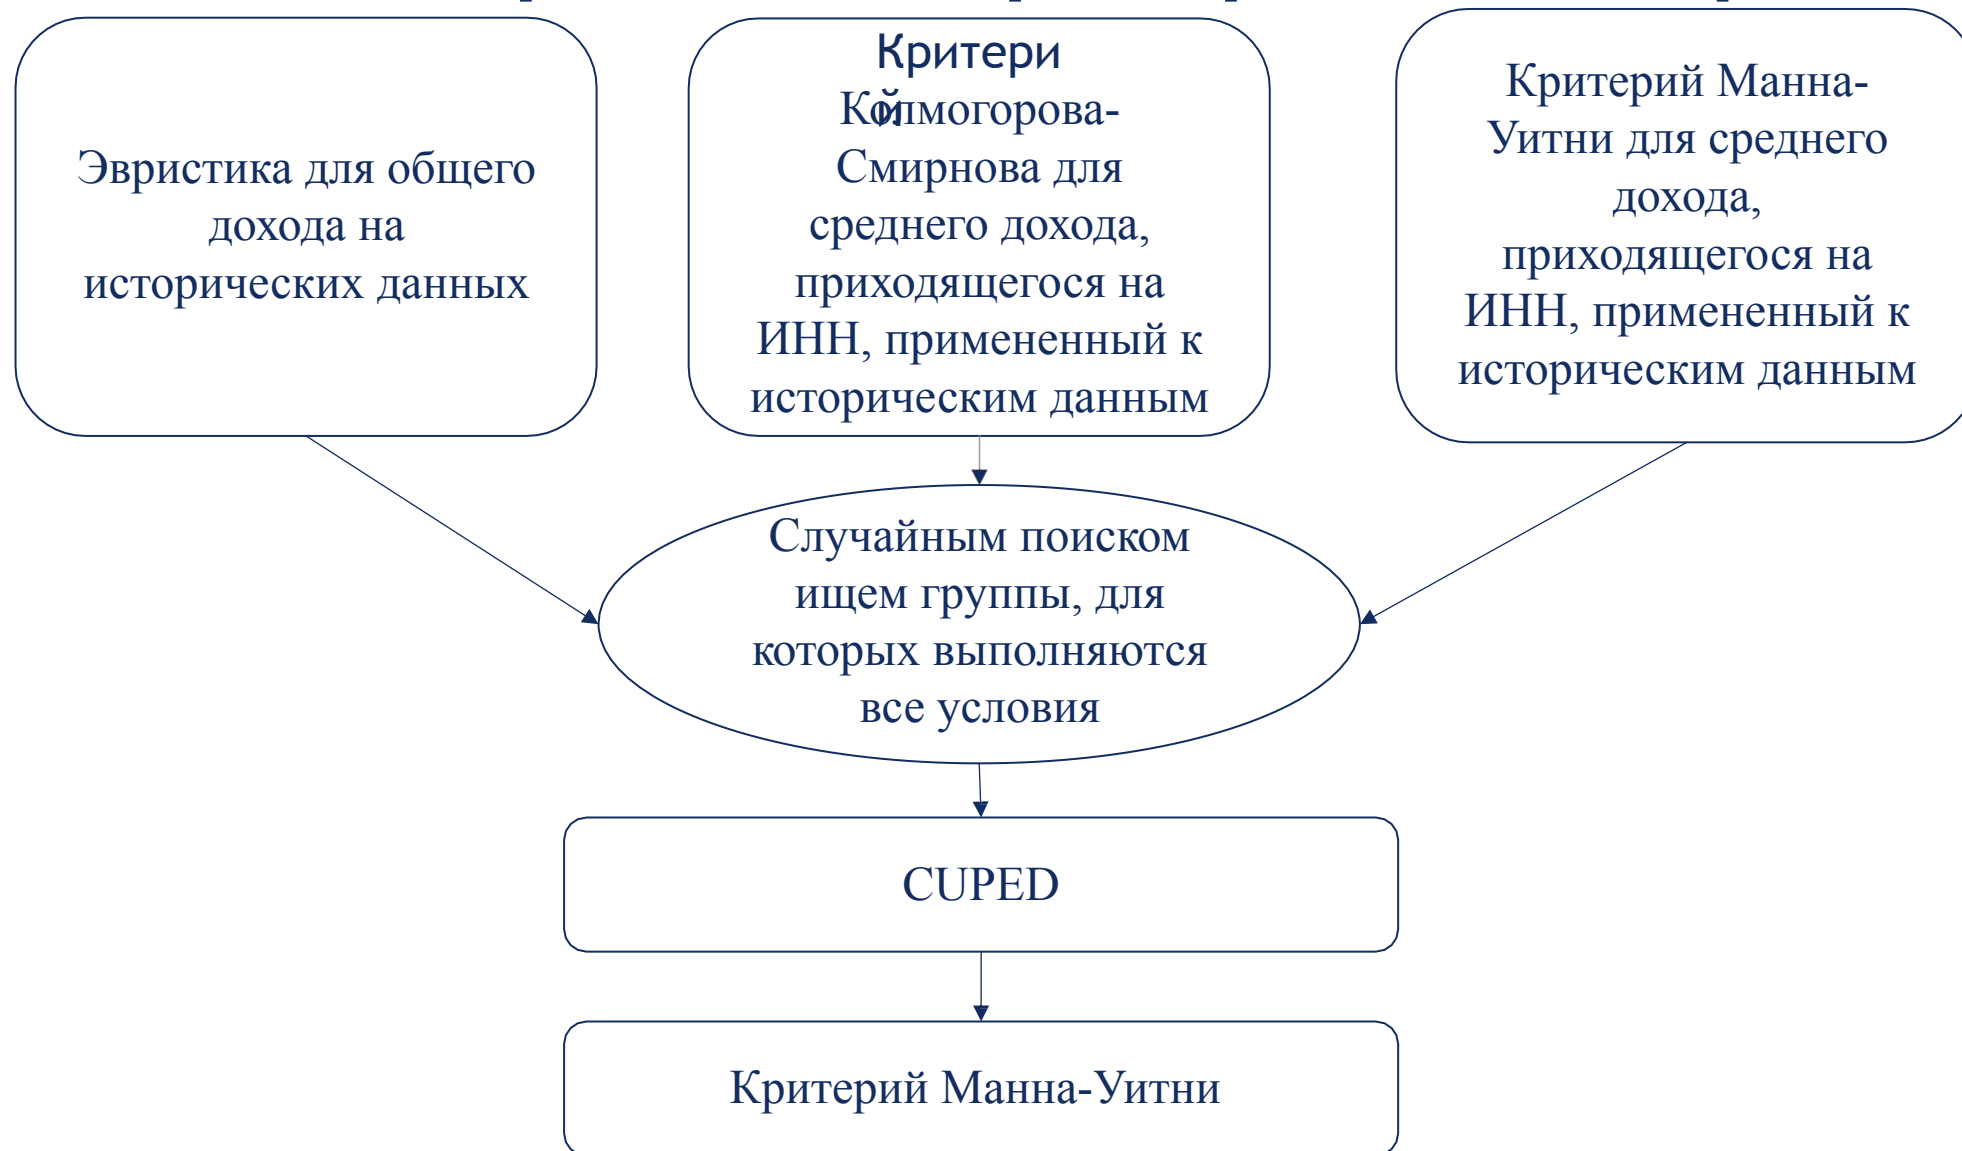 Эвристика для общего
дохода на
исторических данных
Критери
й
Колмогорова-
Смирнова для
среднего дохода,
приходящегося на
ИНН, примененный к
историческим данным
Критерий Манна-
Уитни для среднего
дохода,
приходящегося на
ИНН, примененный к
историческим данным
Случайным поиском
ищем группы, для
которых выполняются
все условия
CUPED
Критерий Манна-Уитни